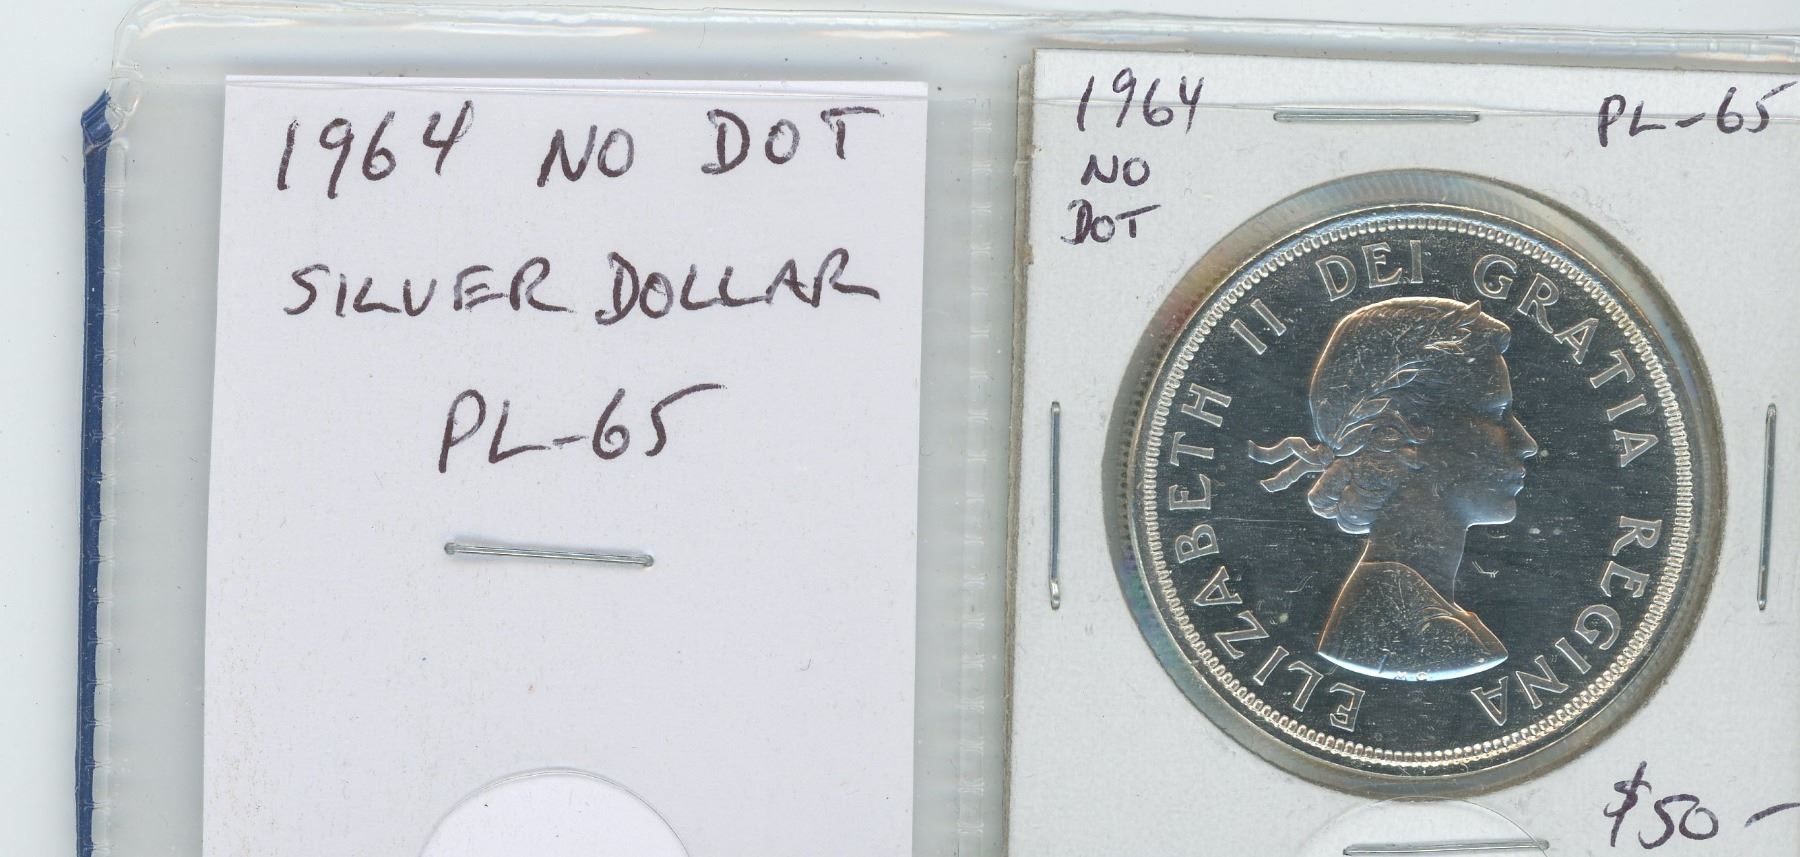 1964 NO DOT
SILVER DOLLAR
PL-65
1964
NO
DOT
PL-65
ELIZABETH II DEI GRATIA REGINA
$50-